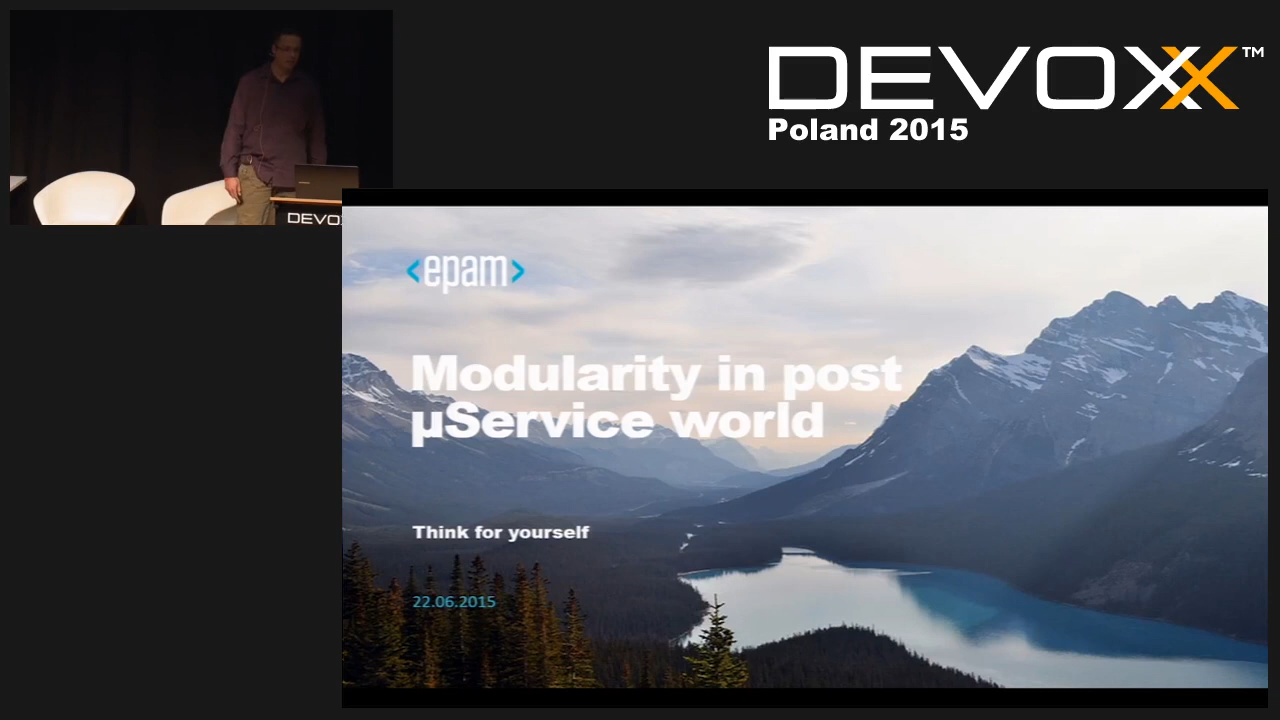 DEVOXX™
Poland 2015
DEVO
<epam>
Modularity in post
µService world
Think for yourself
22.06.2015